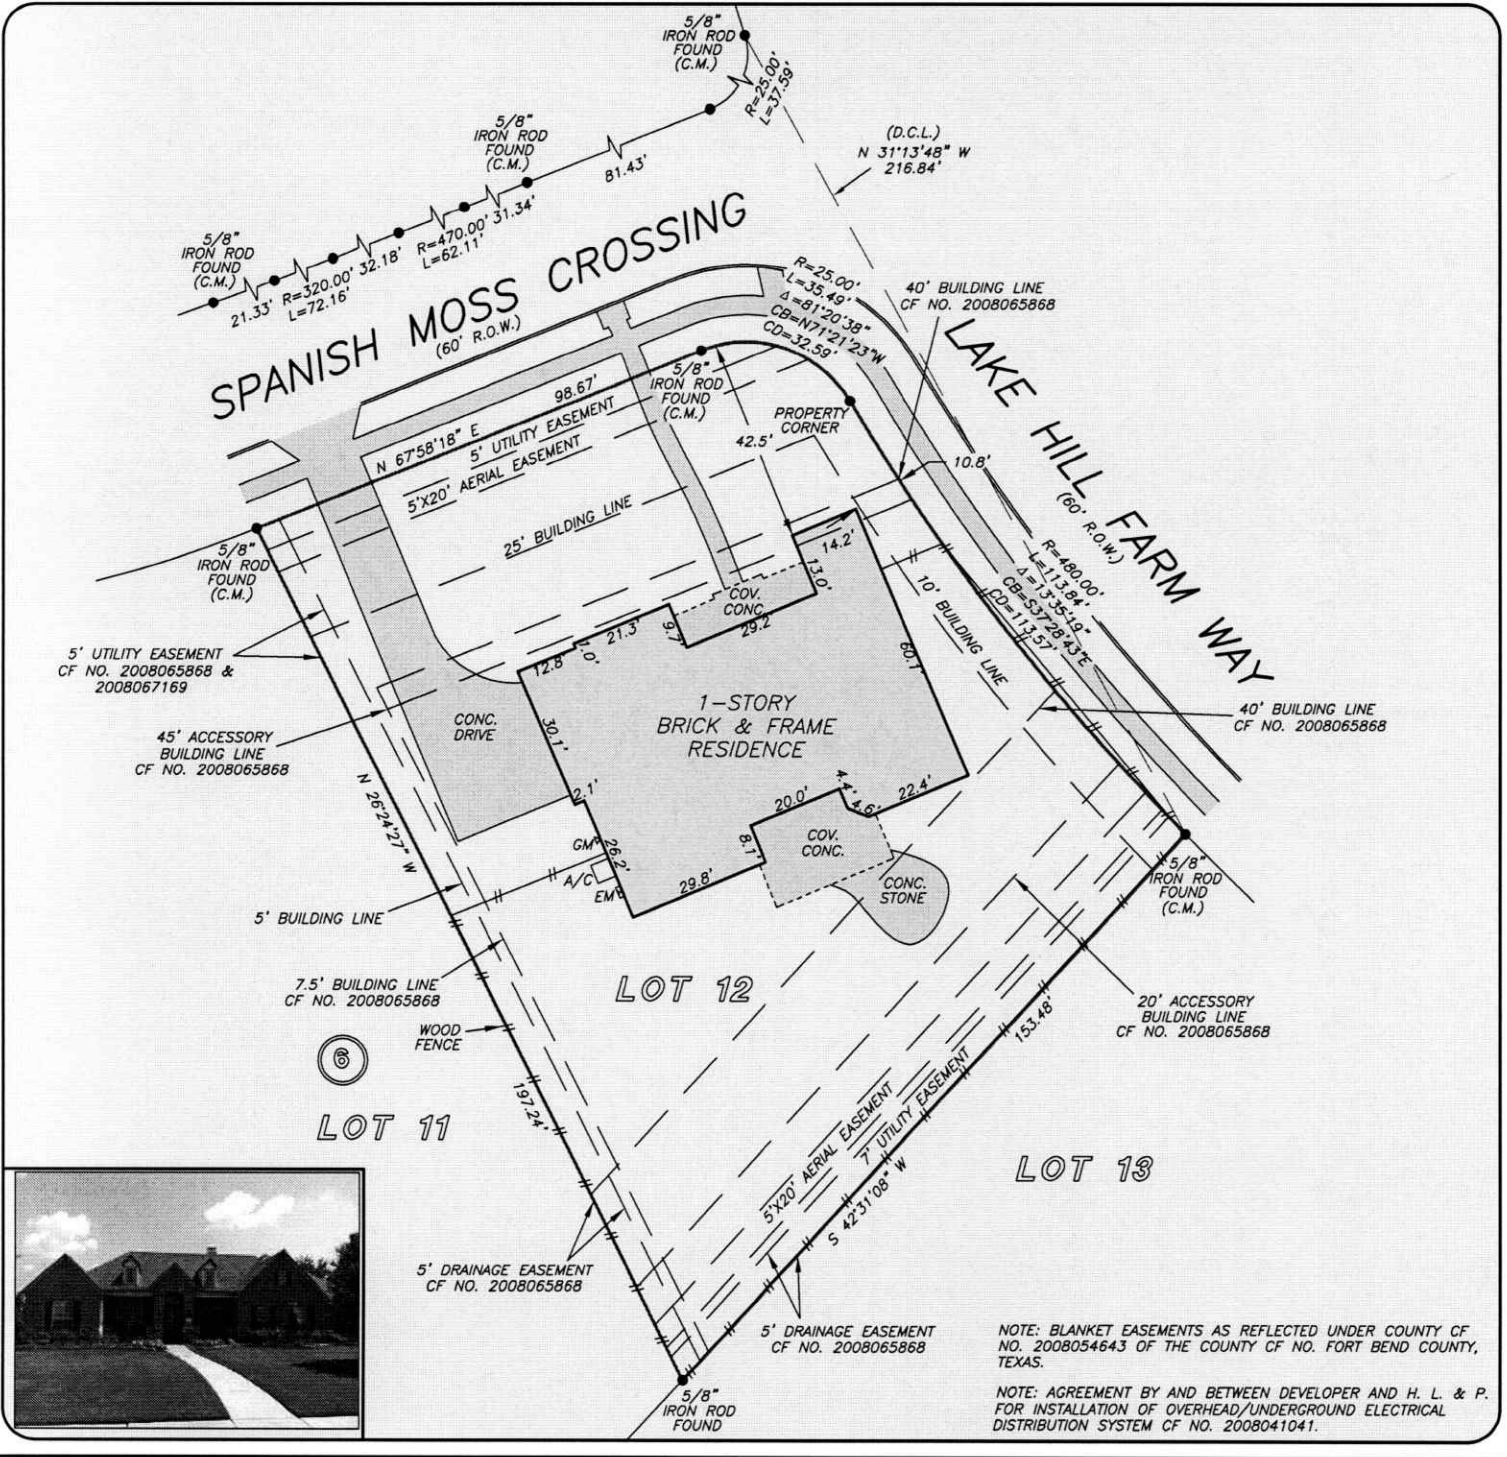 5/8"
IRON ROD
FOUND
(C.M.)
R=25.00'
L=37.59'
(D.C.L.)
N 31°13'48" W
216.84'
5/8"
IRON ROD
FOUND
(C.M.)
81.43'
5/8"
IRON ROD
FOUND
(C.M.)
21.33'
R=320.00'
L=72.16'
32.18'
R=470.00'
L=62.11'
31.34'
SPANISH MOSS CROSSING
(60' R.O.W.)
R=25.00'
L=35.49'
Δ=81°20'38"
CB=N71°21'23"W
CD=32.59'
40' BUILDING LINE
CF NO. 2008065868
LAKE HILL FARM WAY
(60' R.O.W.)
5/8"
IRON ROD
FOUND
(C.M.)
98.67'
N 67°58'18" E
5' UTILITY EASEMENT
5'X20' AERIAL EASEMENT
25' BUILDING LINE
42.5'
PROPERTY
CORNER
10.8'
5/8"
IRON ROD
FOUND
(C.M.)
R=480.00'
L=113.84'
Δ=13°35'19"
CB=S37°28'43"E
CD=113.57'
14.2'
13.0'
COV.
CONC.
29.2'
9.7'
21.3'
1.0'
12.8'
10' BUILDING LINE
60.1'
5' UTILITY EASEMENT
CF NO. 2008065868 &
2008067169
45' ACCESSORY
BUILDING LINE
CF NO. 2008065868
CONC.
DRIVE
30.1'
1-STORY
BRICK & FRAME
RESIDENCE
40' BUILDING LINE
CF NO. 2008065868
N 26°24'27" W
2.1'
20.0'
4.4'
4.6'
22.4'
GM
26.2'
A/C
EM
8.1'
COV.
CONC.
29.8'
CONC.
STONE
5/8"
IRON ROD
FOUND
(C.M.)
5' BUILDING LINE
7.5' BUILDING LINE
CF NO. 2008065868
LOT 12
WOOD
FENCE
6
20' ACCESSORY
BUILDING LINE
CF NO. 2008065868
153.48'
197.24'
LOT 11
5'X20' AERIAL EASEMENT
7' UTILITY EASEMENT
S 42°31'08" W
LOT 13
5' DRAINAGE EASEMENT
CF NO. 2008065868
5' DRAINAGE EASEMENT
CF NO. 2008065868
5/8"
IRON ROD
FOUND
NOTE: BLANKET EASEMENTS AS REFLECTED UNDER COUNTY CF
NO. 2008054643 OF THE COUNTY CF NO. FORT BEND COUNTY,
TEXAS.
NOTE: AGREEMENT BY AND BETWEEN DEVELOPER AND H. L. & P.
FOR INSTALLATION OF OVERHEAD/UNDERGROUND ELECTRICAL
DISTRIBUTION SYSTEM CF NO. 2008041041.